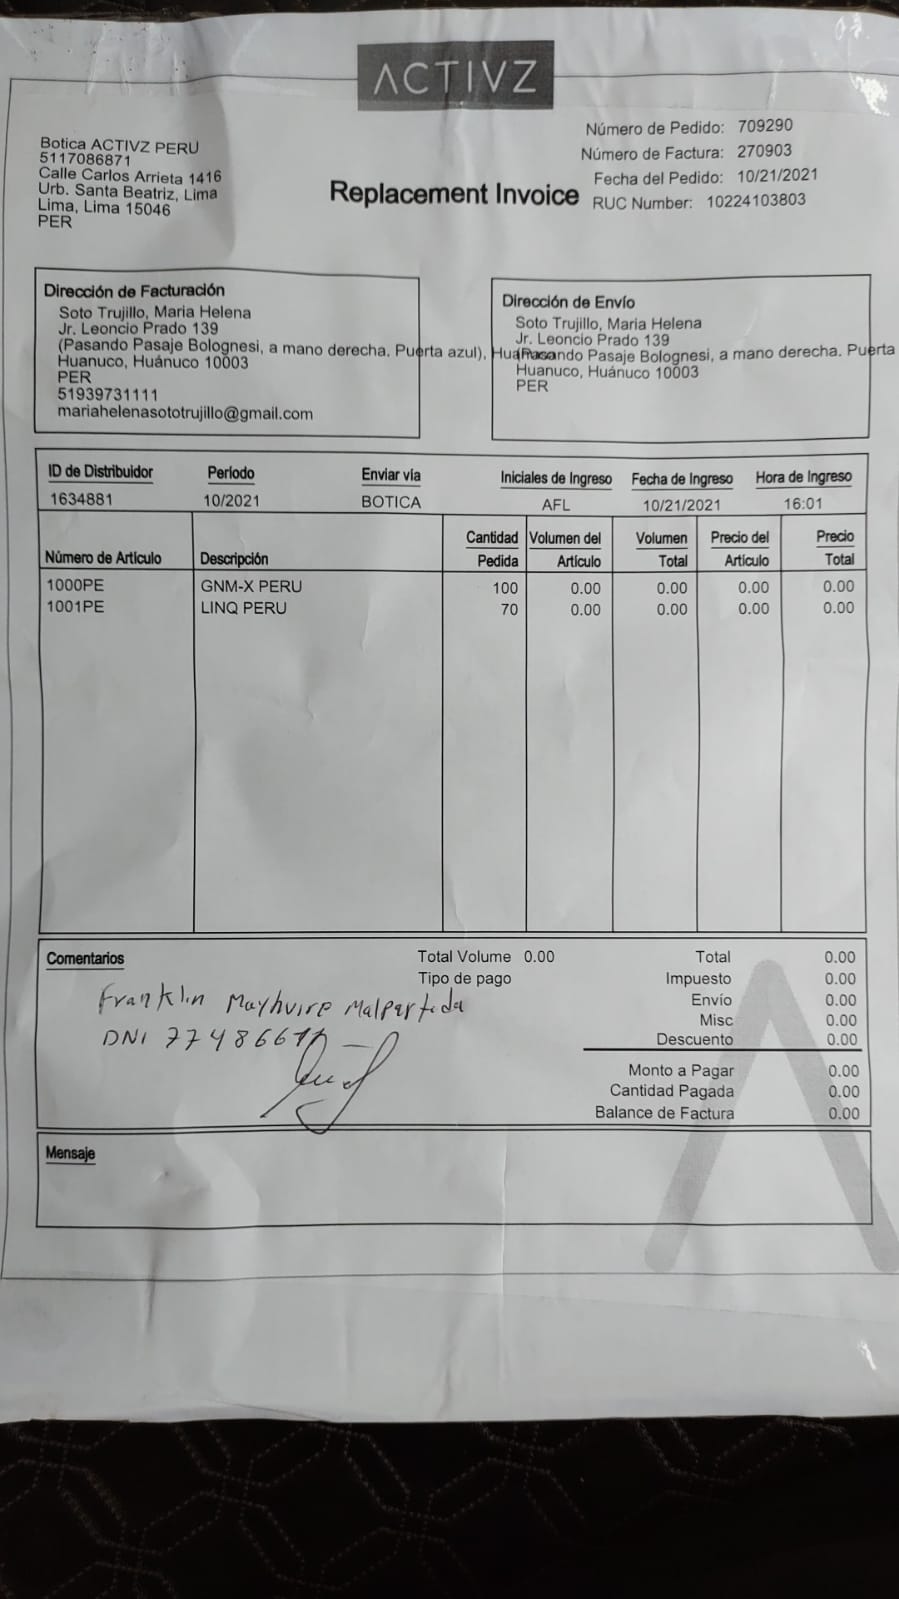 ACTIVZ
Botica ACTIVZ PERU
5117086871
Calle Carlos Arrieta 1416
Urb. Santa Beatriz, Lima
Lima, Lima 15046
PER
Replacement Invoice
Número de Pedido: 709290
Número de Factura: 270903
Fecha del Pedido: 10/21/2021
RUC Number: 10224103803
Dirección de Facturación
Soto Trujillo, Maria Helena
Jr. Leoncio Prado 139
(Pasando Pasaje Bolognesi, a mano derecha. Puerta azul),
Huanuco, Huánuco 10003
PER
51939731111
mariahelenasototrujillo@gmail.com
Dirección de Envío
Soto Trujillo, Maria Helena
Jr. Leoncio Prado 139
Pasando Pasaje Bolognesi, a mano derecha. Puerta
Huanuco, Huánuco 10003
PER
ID de Distribuidor Período Enviar vía Iniciales de Ingreso Fecha de Ingreso Hora de Ingreso
1634881 10/2021 BOTICA AFL 10/21/2021 16:01
Cantidad Volumen del Volumen Precio del Precio
Número de Artículo Descripción Pedida Artículo Total Artículo Total
1000PE GNM-X PERU 100 0.00 0.00 0.00 0.00
1001PE LINQ PERU 70 0.00 0.00 0.00 0.00
Comentarios
Franklin Mayhuire Malpartida
DNI
Total Volume 0.00
Tipo de pago
Total 0.00
Impuesto 0.00
Envío 0.00
Misc 0.00
Descuento 0.00
Monto a Pagar 0.00
Cantidad Pagada 0.00
Balance de Factura 0.00
Mensaje